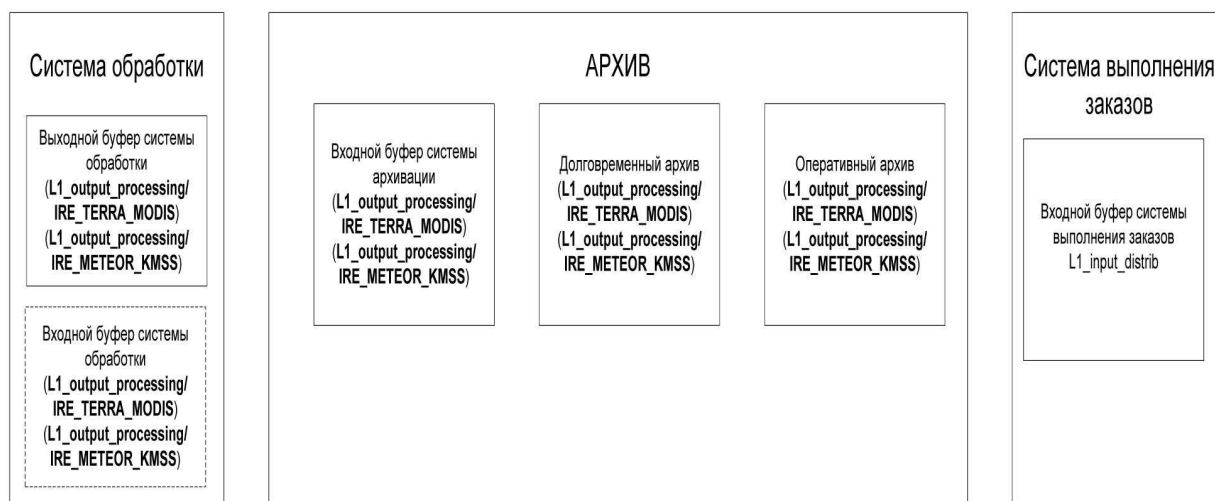 Система обработки
Выходной буфер системы
обработки
(L1_output_processing/
IRE_TERRA_MODIS)
(L1_output_processing/
IRE_METEOR_KMSS)
Входной буфер системы
обработки
(L1_output_processing/
IRE_TERRA_MODIS)
(L1_output_processing/
IRE_METEOR_KMSS)
АРХИВ
Входной буфер системы
архивации
(L1_output_processing/
IRE_TERRA_MODIS)
(L1_output_processing/
IRE_METEOR_KMSS)
Долговременный архив
(L1_output_processing/
IRE_TERRA_MODIS)
(L1_output_processing/
IRE_METEOR_KMSS)
Оперативный архив
(L1_output_processing/
IRE_TERRA_MODIS)
(L1_output_processing/
IRE_METEOR_KMSS)
Система выполнения
заказов
Входной буфер системы
выполнения заказов
L1_input_distrib